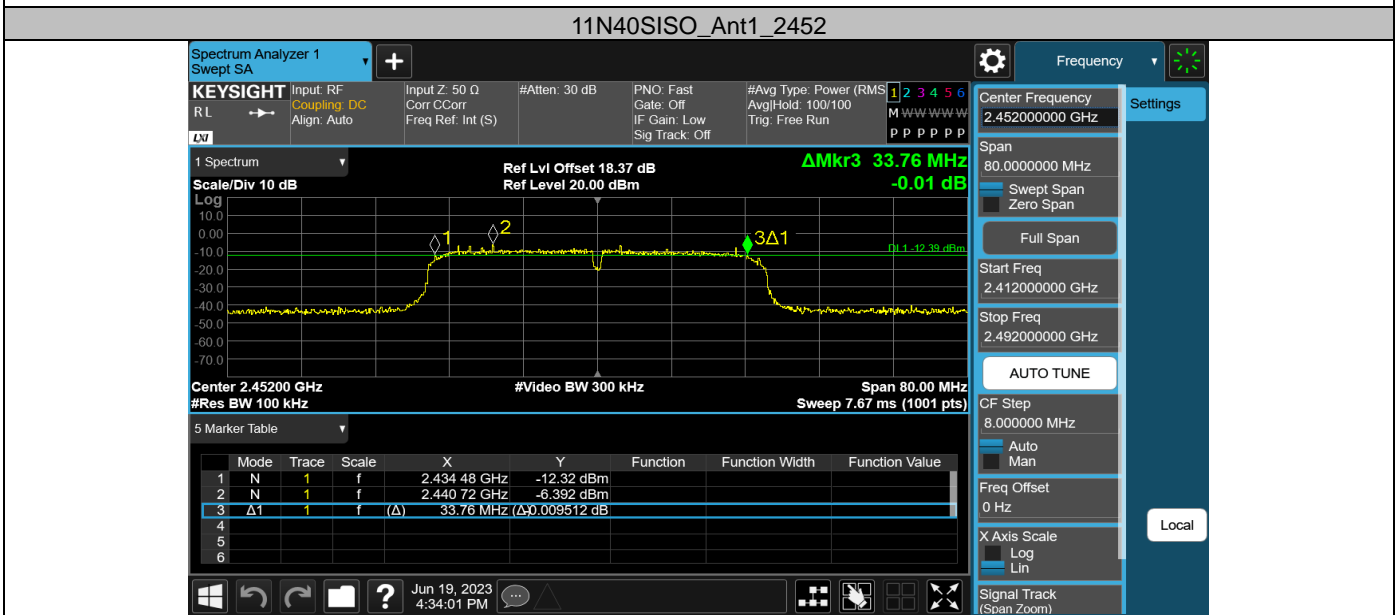 11N40SISO_Ant1_2452
Spectrum Analyzer 1
Swept SA
Frequency
KEYSIGHT
RL
LXI
Input: RF
Coupling: DC
Align: Auto
Input Z: 50 Ω
Corr CCorr
Freq Ref: Int (S)
#Atten: 30 dB
PNO: Fast
Gate: Off
IF Gain: Low
Sig Track: Off
#Avg Type: Power (RMS
Avg|Hold: 100/100
Trig: Free Run
1 2 3 4 5 6
M W W W W W
P P P P P P
1 Spectrum
Scale/Div 10 dB
Ref Lvl Offset 18.37 dB
Ref Level 20.00 dBm
ΔMkr3 33.76 MHz
-0.01 dB
Log
10.0
0.00
-10.0
-20.0
-30.0
-40.0
-50.0
-60.0
-70.0
1
2
3Δ1
DL1 -12.39 dBm
Center 2.45200 GHz
#Video BW 300 kHz
Span 80.00 MHz
#Res BW 100 kHz
Sweep 7.67 ms (1001 pts)
5 Marker Table
Mode Trace Scale X Y Function Function Width Function Value
1 N 1 f 2.434 48 GHz -12.32 dBm
2 N 1 f 2.440 72 GHz -6.392 dBm
3 Δ1 1 f (Δ) 33.76 MHz (Δ) -0.009512 dB
4
5
6
?
Jun 19, 2023
4:34:01 PM
Center Frequency
2.452000000 GHz
Settings
Span
80.0000000 MHz
Swept Span
Zero Span
Full Span
Start Freq
2.412000000 GHz
Stop Freq
2.492000000 GHz
AUTO TUNE
CF Step
8.000000 MHz
Auto
Man
Freq Offset
0 Hz
Local
X Axis Scale
Log
Lin
Signal Track
(Span Zoom)